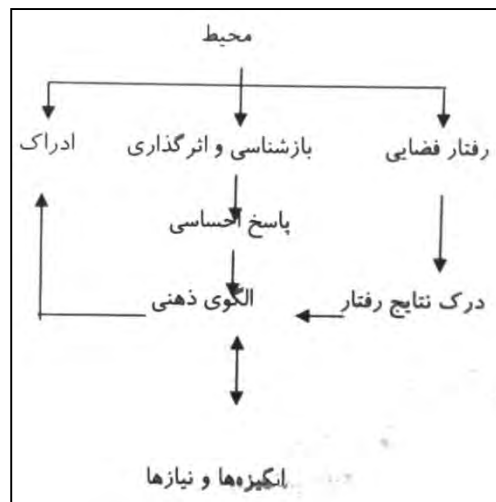 محیط
رفتار فضایی
بازشناسی و اثرگذاری
ادراک
پاسخ احساسی
درک نتایج رفتار
الگوی ذهنی
انگیزه‌ها و نیازها